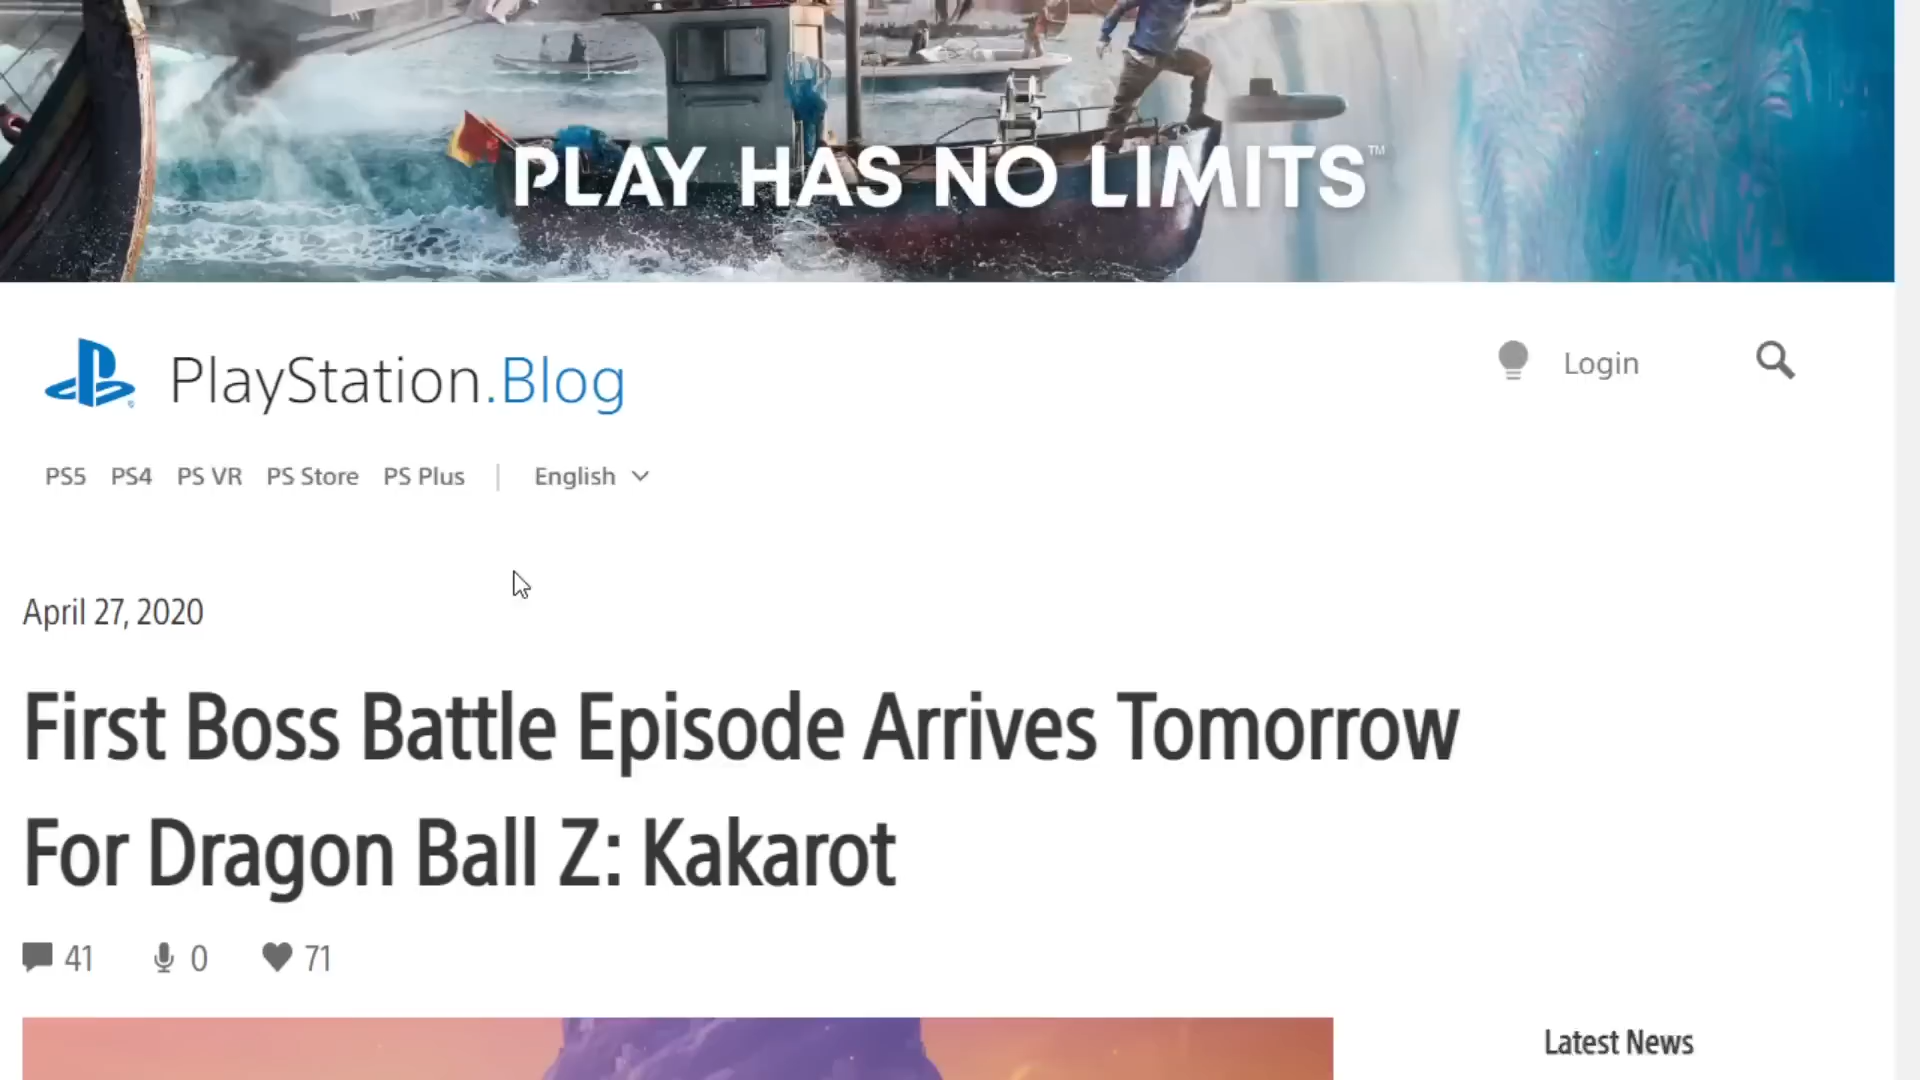 PLAY HAS NO LIMITS™
PlayStation.Blog
Login
PS5 PS4 PS VR PS Store PS Plus | English
April 27, 2020
First Boss Battle Episode Arrives Tomorrow
For Dragon Ball Z: Kakarot
41 0 71
Latest News